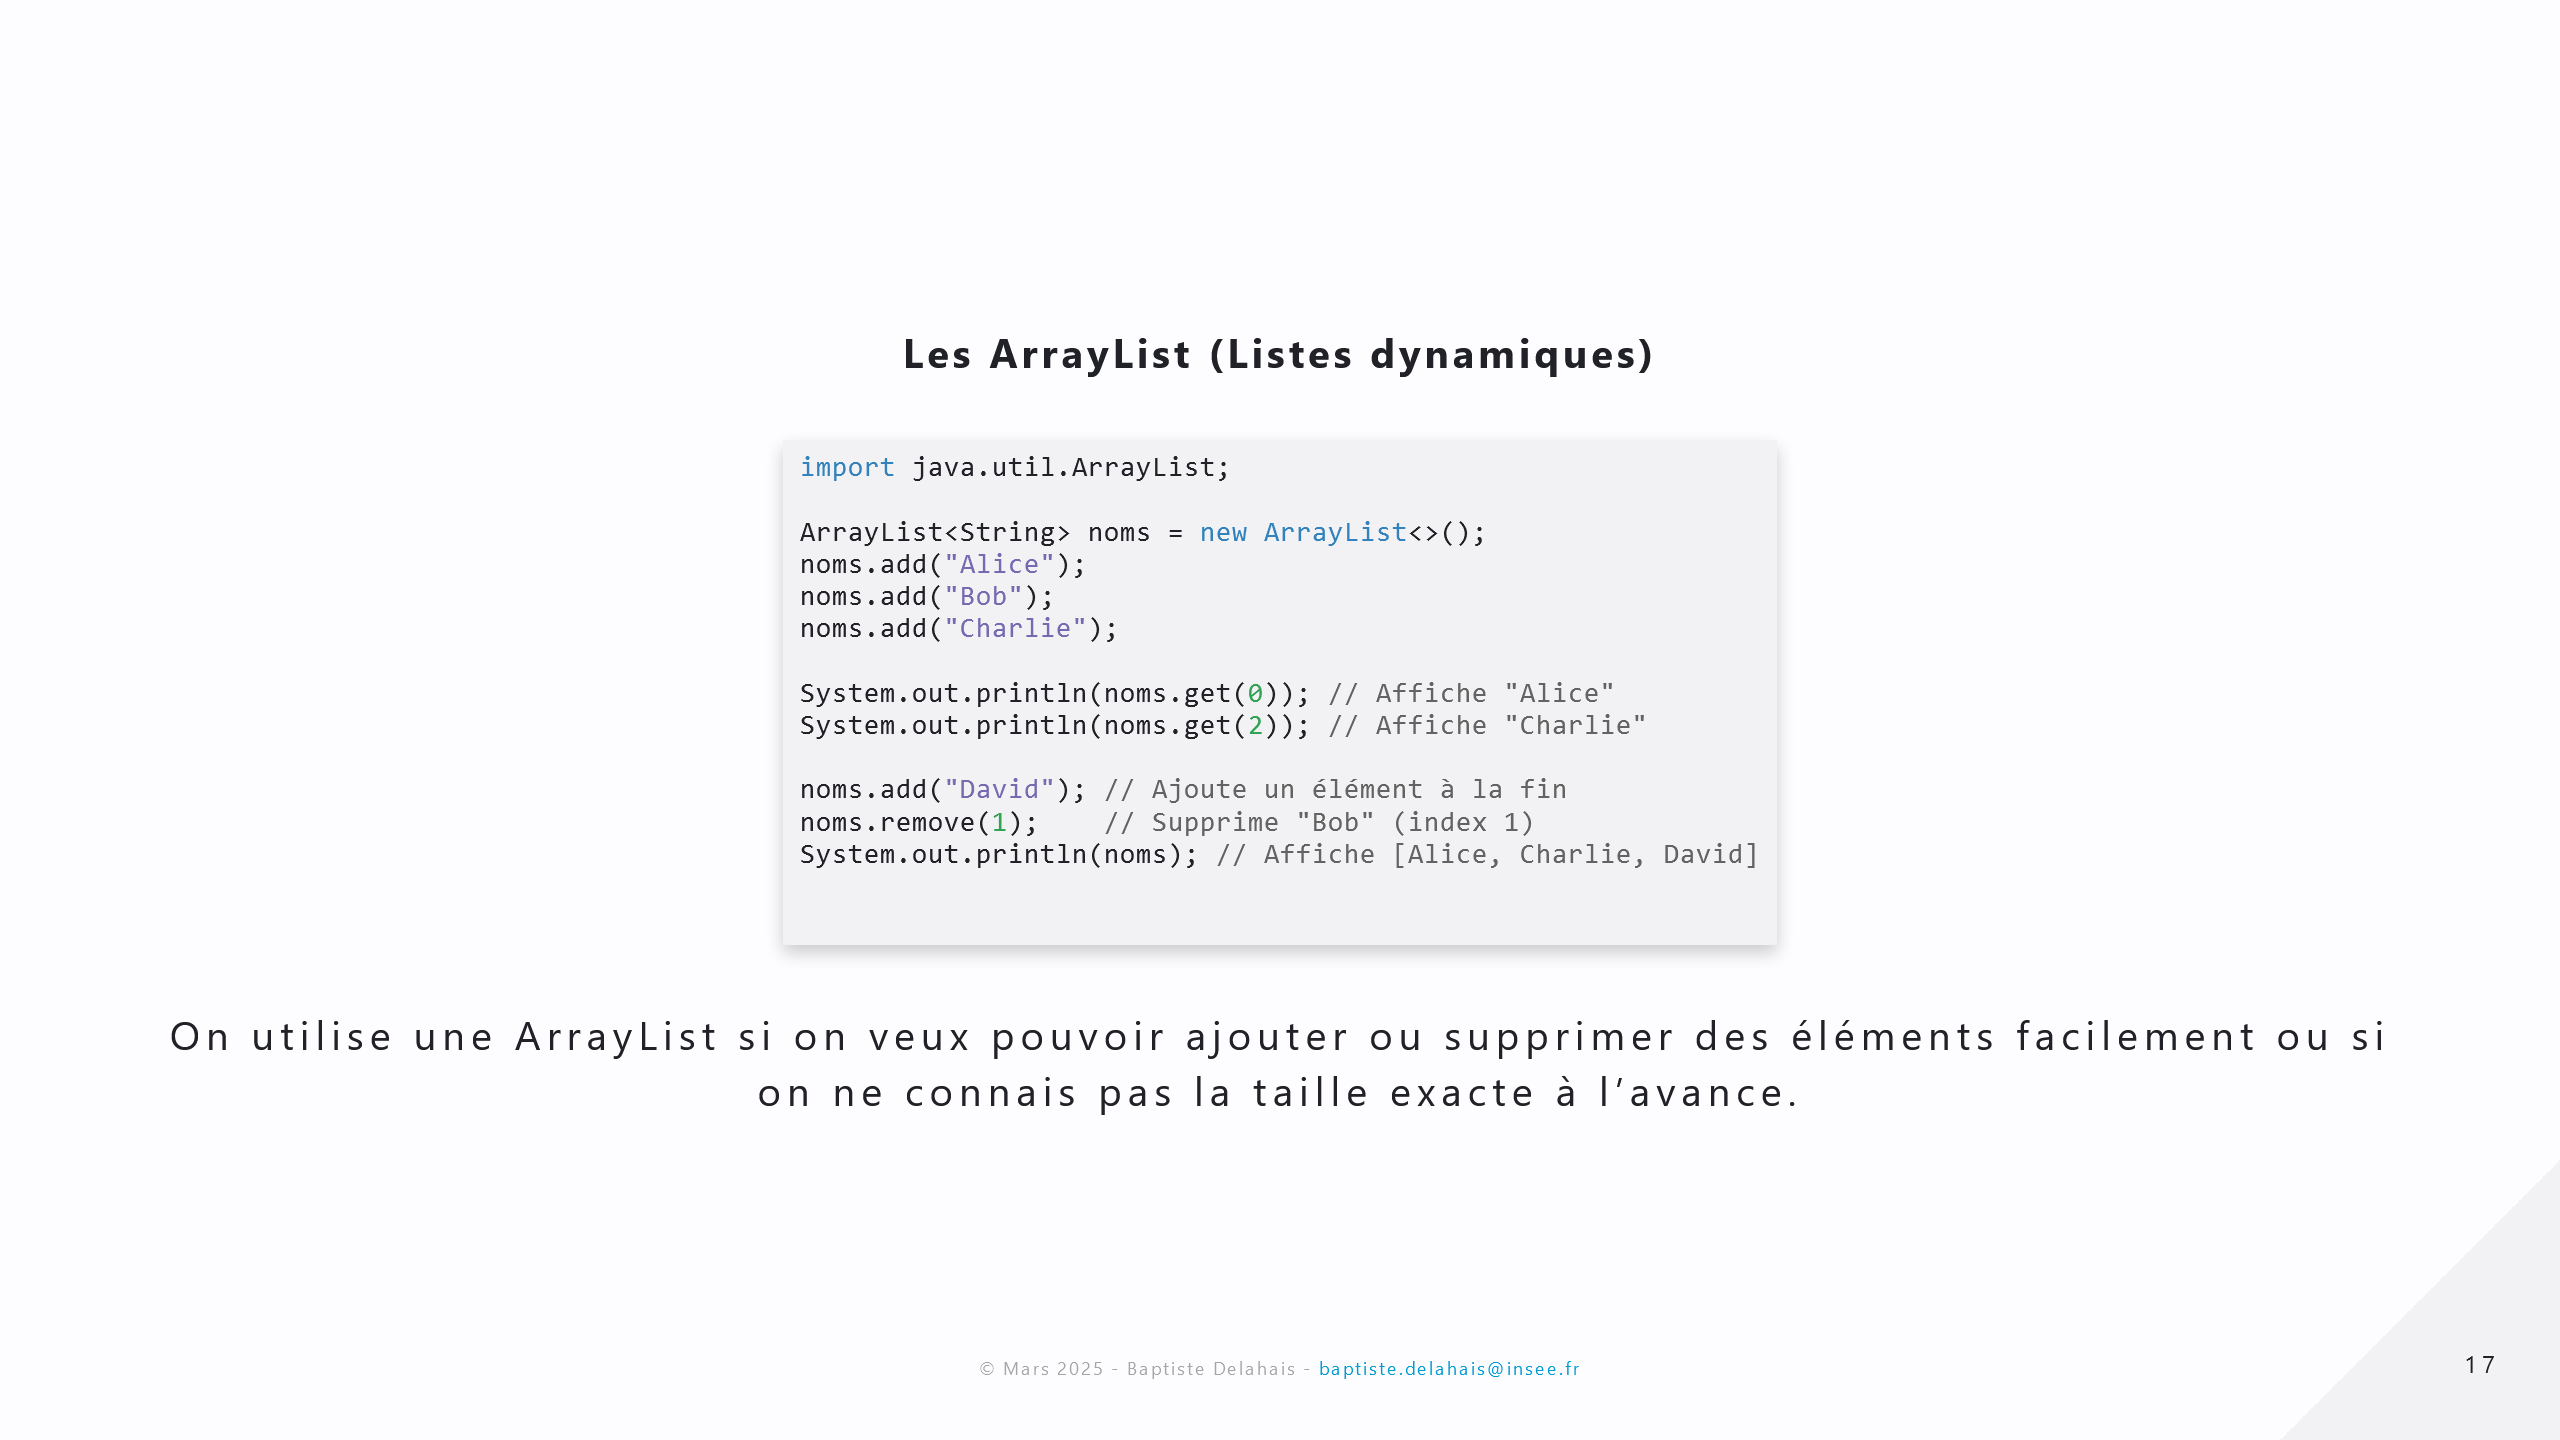 Les ArrayList (Listes dynamiques)
import java.util.ArrayList;
ArrayList<String> noms = new ArrayList<>();
noms.add("Alice");
noms.add("Bob");
noms.add("Charlie");
System.out.println(noms.get(0)); // Affiche "Alice"
System.out.println(noms.get(2)); // Affiche "Charlie"
noms.add("David"); // Ajoute un élément à la fin
noms.remove(1);    // Supprime "Bob" (index 1)
System.out.println(noms); // Affiche [Alice, Charlie, David]
On utilise une ArrayList si on veux pouvoir ajouter ou supprimer des éléments facilement ou si
on ne connais pas la taille exacte à l’avance.
© Mars 2025 - Baptiste Delahais - baptiste.delahais@insee.fr
17